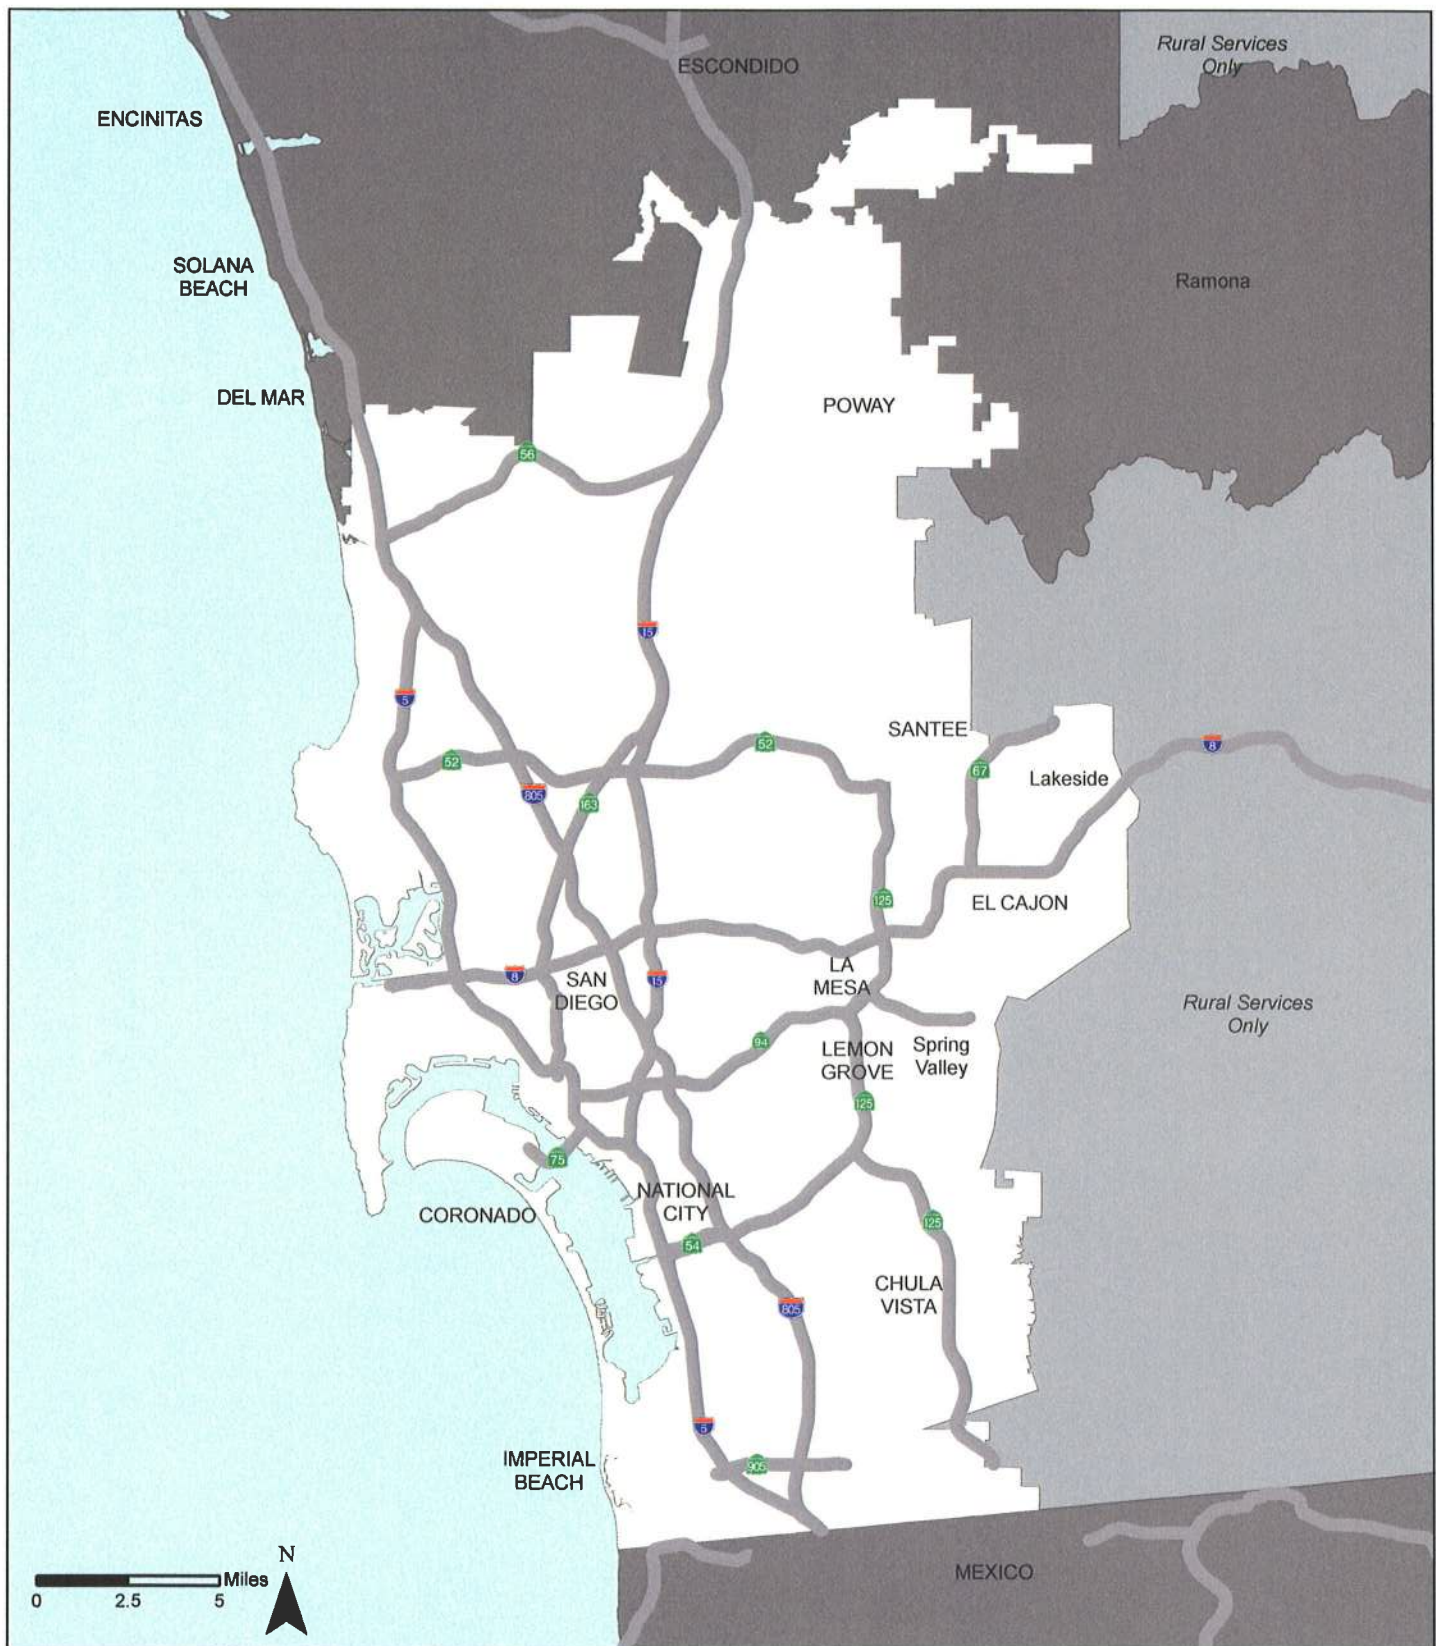 Rural Services
Only
ESCONDIDO
ENCINITAS
SOLANA
BEACH
Ramona
DEL MAR
POWAY
56
15
5
SANTEE
52
52
8
67
Lakeside
805
163
125
EL CAJON
LA
MESA
8
SAN
DIEGO
15
Rural Services
Only
94
LEMON
GROVE
Spring
Valley
125
75
NATIONAL
CITY
CORONADO
125
54
CHULA
VISTA
805
5
IMPERIAL
BEACH
905
N
Miles
0 2.5 5
MEXICO